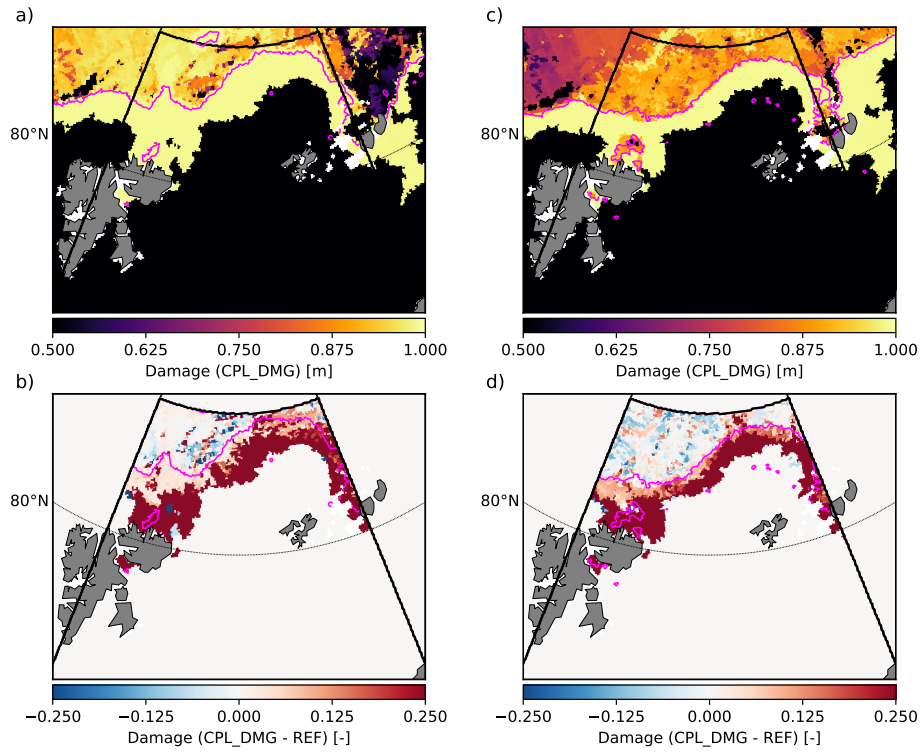 a)
c)
80°N
80°N
0.500 0.625 0.750 0.875 1.000
0.500 0.625 0.750 0.875 1.000
Damage (CPL_DMG) [m]
Damage (CPL_DMG) [m]
b)
d)
80°N
80°N
−0.250 −0.125 0.000 0.125 0.250
−0.250 −0.125 0.000 0.125 0.250
Damage (CPL_DMG - REF) [-]
Damage (CPL_DMG - REF) [-]